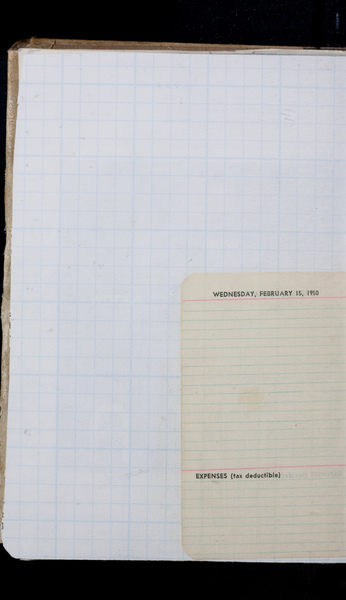 WEDNESDAY, FEBRUARY 15, 1950
EXPENSES (tax deductible)